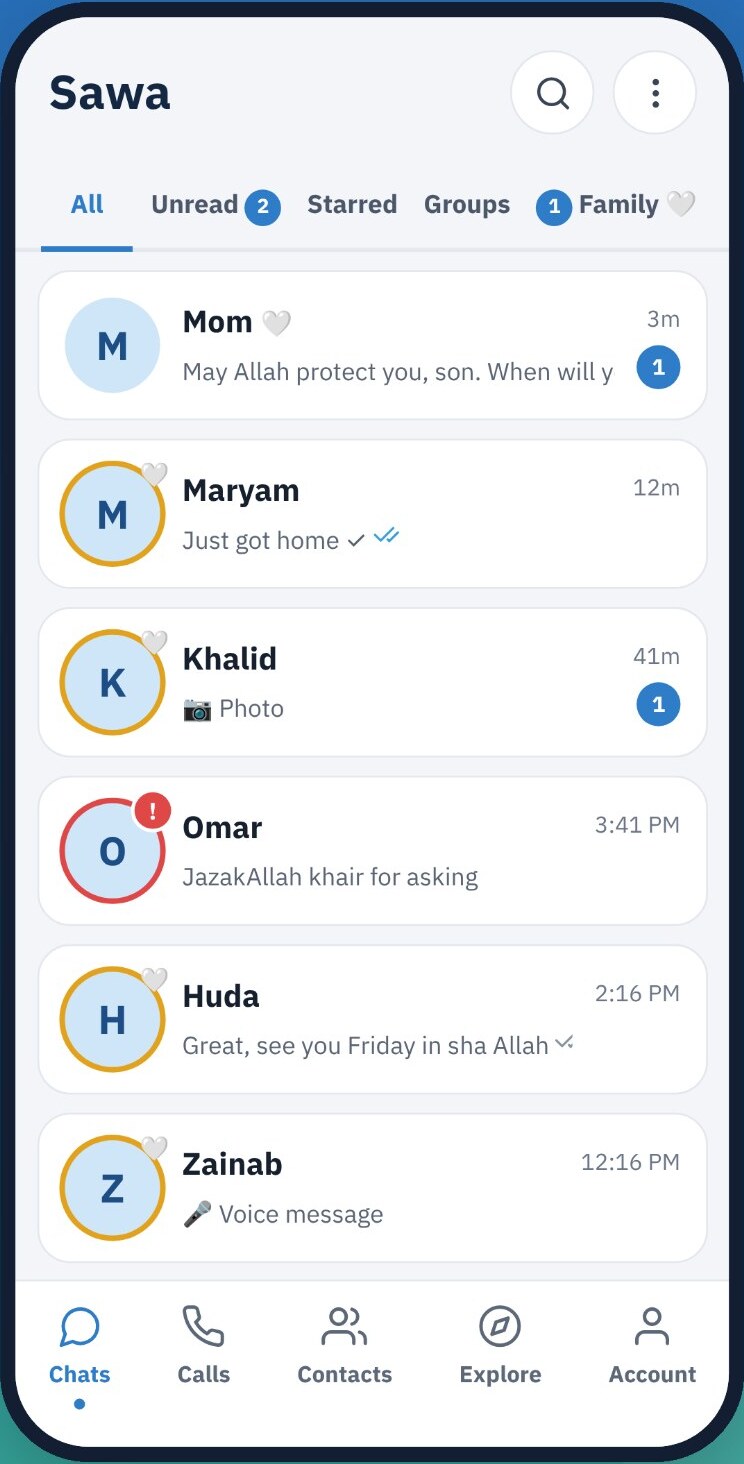 Sawa
All Unread 2 Starred Groups 1 Family 🤍
M Mom 🤍 3m
May Allah protect you, son. When will y 1
M Maryam 12m
Just got home ✓
K Khalid 41m
📷 Photo 1
! O Omar 3:41 PM
JazakAllah khair for asking
H Huda 2:16 PM
Great, see you Friday in sha Allah
Z Zainab 12:16 PM
🎤 Voice message
Chats Calls Contacts Explore Account